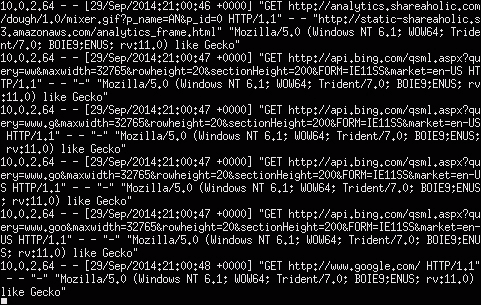 10.0.2.64 - - [29/Sep/2014:21:00:46 +0000] "GET http://analytics.shareaholic.com
/dough/1.0/mixer.gif?p_name=AN&p_id=0 HTTP/1.1" - - "http://static-shareaholic.s
3.amazonaws.com/analytics_frame.html" "Mozilla/5.0 (Windows NT 6.1; WOW64; Tride
nt/7.0; BOIE9;ENUS; rv:11.0) like Gecko"
10.0.2.64 - - [29/Sep/2014:21:00:47 +0000] "GET http://api.bing.com/qsml.aspx?qu
ery=ww&maxwidth=32765&rowheight=20&sectionHeight=200&FORM=IE11SS&market=en-US HT
TP/1.1" - - "-" "Mozilla/5.0 (Windows NT 6.1; WOW64; Trident/7.0; BOIE9;ENUS; rv
:11.0) like Gecko"
10.0.2.64 - - [29/Sep/2014:21:00:47 +0000] "GET http://api.bing.com/qsml.aspx?qu
ery=www.g&maxwidth=32765&rowheight=20&sectionHeight=200&FORM=IE11SS&market=en-US
HTTP/1.1" - - "-" "Mozilla/5.0 (Windows NT 6.1; WOW64; Trident/7.0; BOIE9;ENUS;
rv:11.0) like Gecko"
10.0.2.64 - - [29/Sep/2014:21:00:47 +0000] "GET http://api.bing.com/qsml.aspx?qu
ery=www.go&maxwidth=32765&rowheight=20&sectionHeight=200&FORM=IE11SS&market=en-U
S HTTP/1.1" - - "-" "Mozilla/5.0 (Windows NT 6.1; WOW64; Trident/7.0; BOIE9;ENUS
; rv:11.0) like Gecko"
10.0.2.64 - - [29/Sep/2014:21:00:47 +0000] "GET http://api.bing.com/qsml.aspx?qu
ery=www.goo&maxwidth=32765&rowheight=20&sectionHeight=200&FORM=IE11SS&market=en-
US HTTP/1.1" - - "-" "Mozilla/5.0 (Windows NT 6.1; WOW64; Trident/7.0; BOIE9;ENU
S; rv:11.0) like Gecko"
10.0.2.64 - - [29/Sep/2014:21:00:48 +0000] "GET http://www.google.com/ HTTP/1.1"
- - "-" "Mozilla/5.0 (Windows NT 6.1; WOW64; Trident/7.0; BOIE9;ENUS; rv:11.0)
like Gecko"